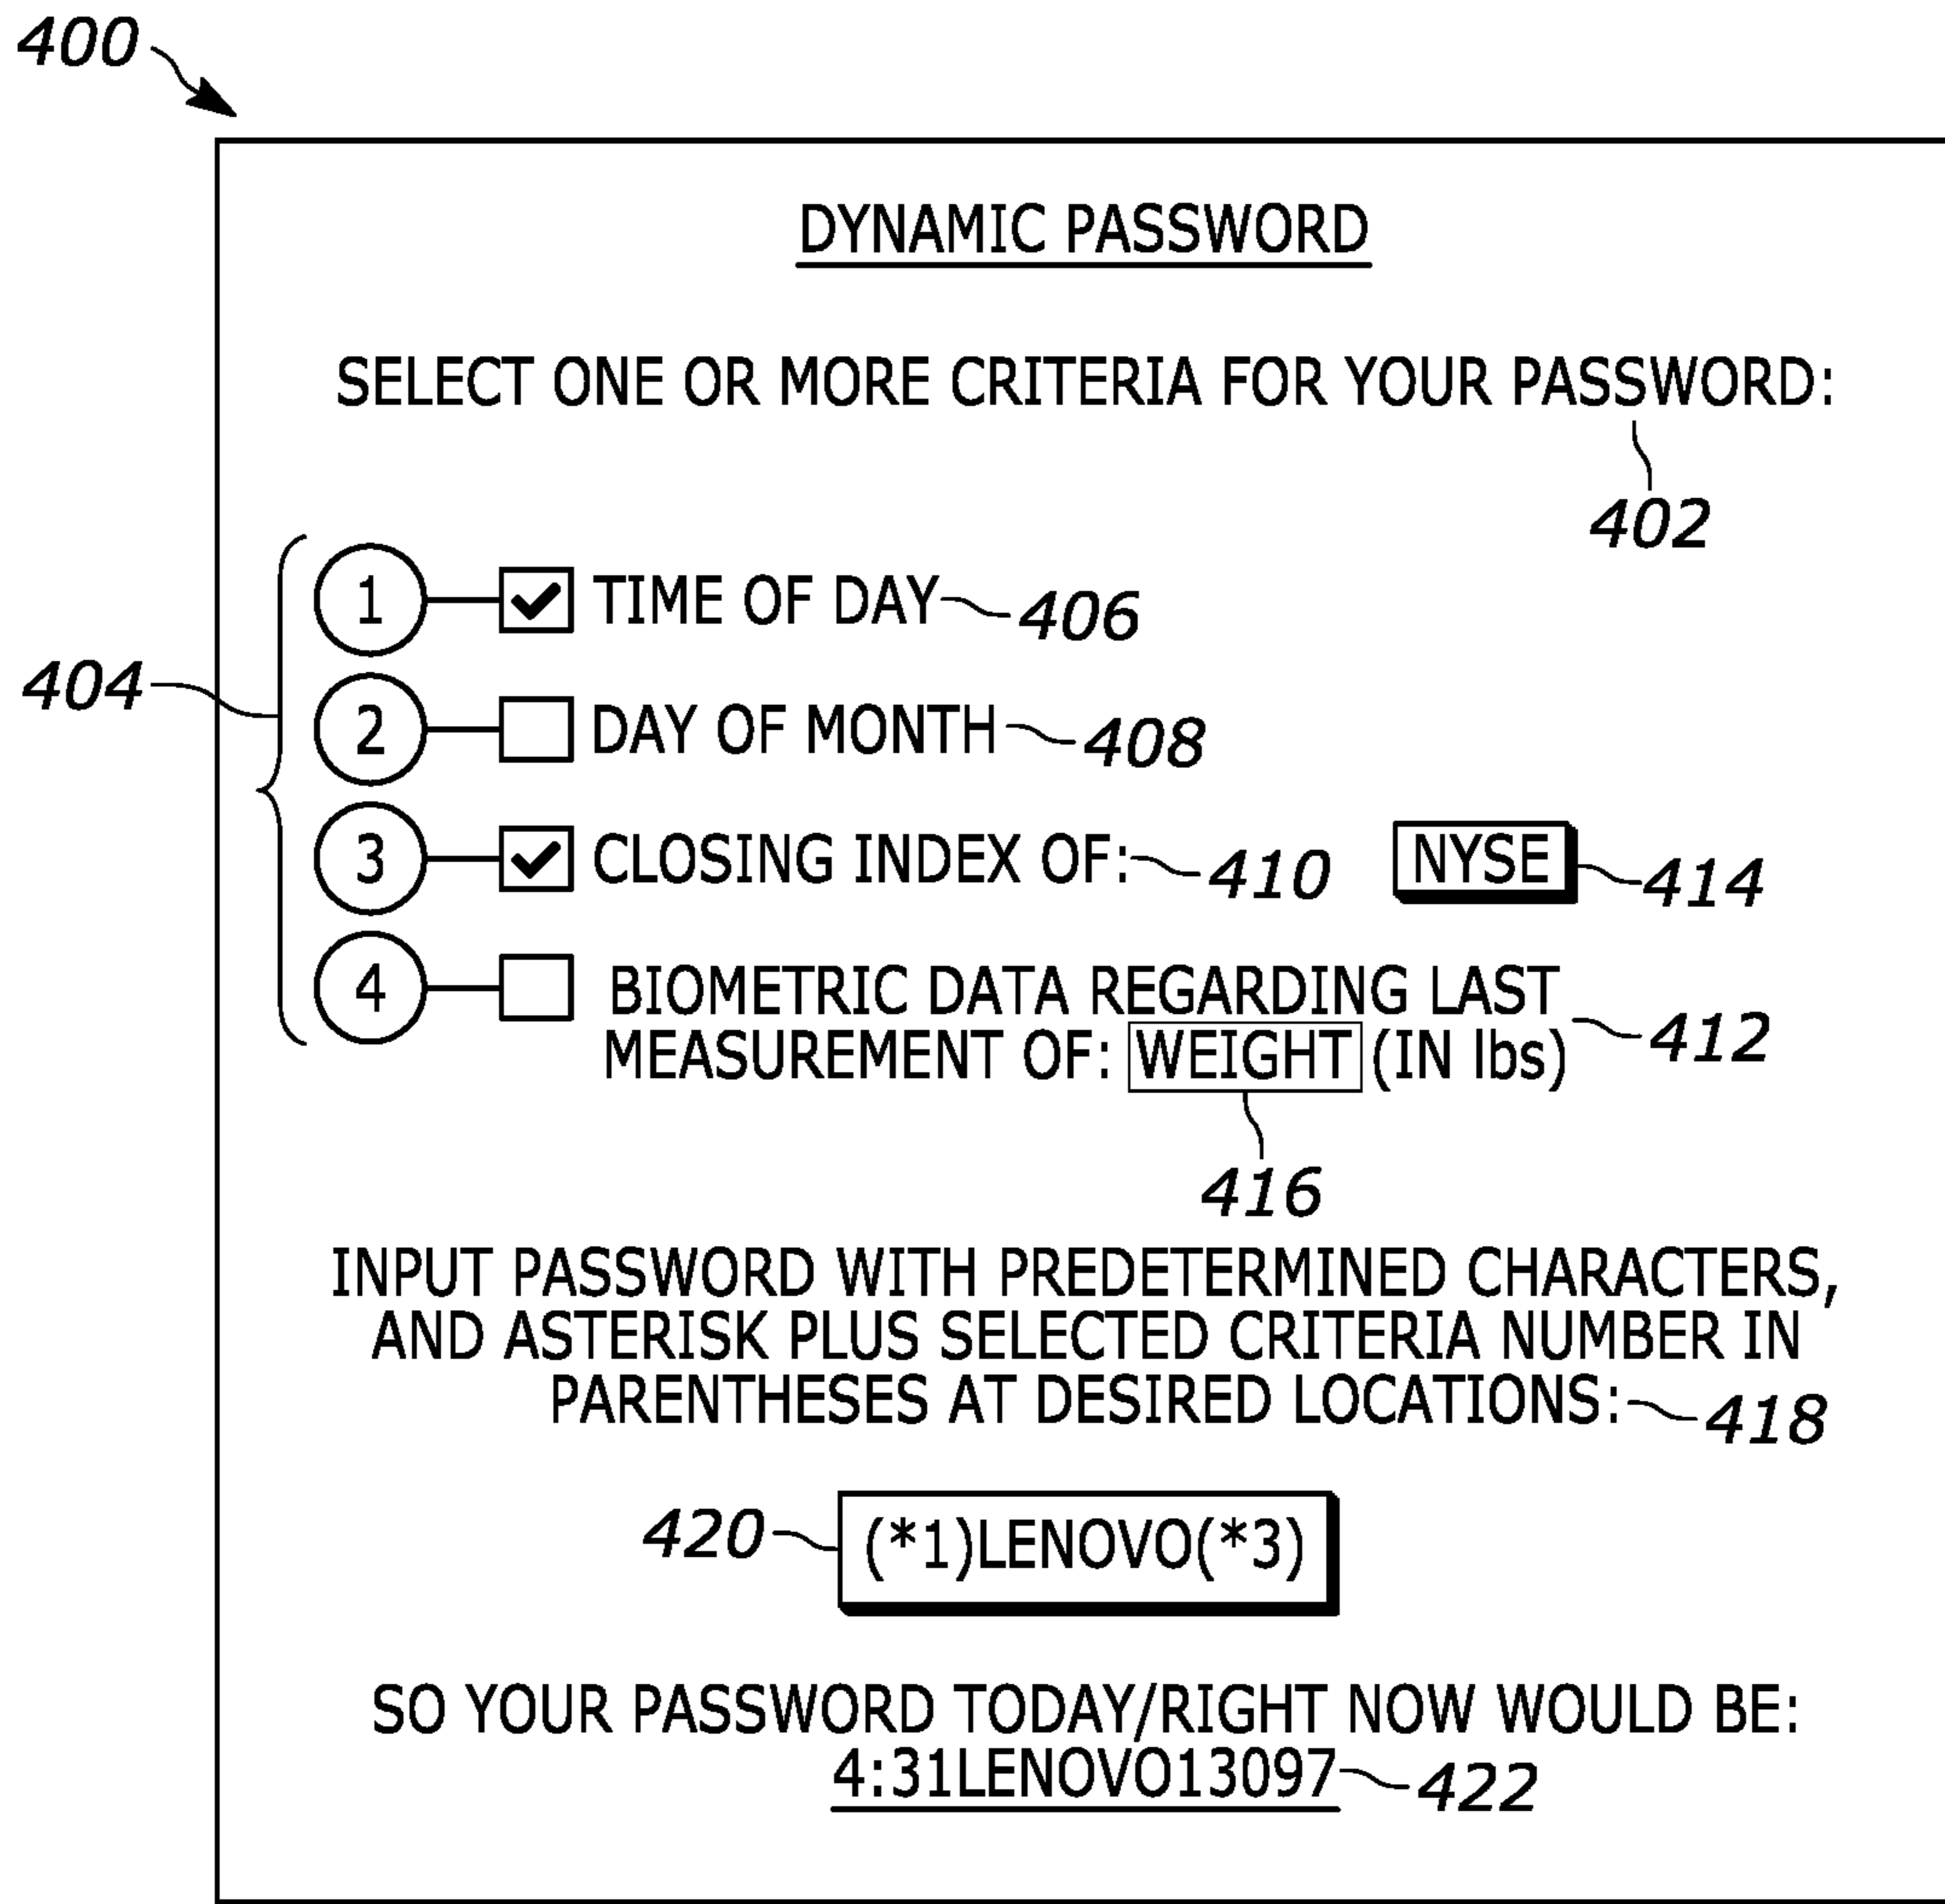 400
DYNAMIC PASSWORD
SELECT ONE OR MORE CRITERIA FOR YOUR PASSWORD:
402
404
1 TIME OF DAY 406
2 DAY OF MONTH 408
3 CLOSING INDEX OF: 410 NYSE 414
4 BIOMETRIC DATA REGARDING LAST
MEASUREMENT OF: WEIGHT (IN lbs) 412
416
INPUT PASSWORD WITH PREDETERMINED CHARACTERS,
AND ASTERISK PLUS SELECTED CRITERIA NUMBER IN
PARENTHESES AT DESIRED LOCATIONS: 418
420 (*1)LENOVO(*3)
SO YOUR PASSWORD TODAY/RIGHT NOW WOULD BE:
4:31LENOVO13097 422